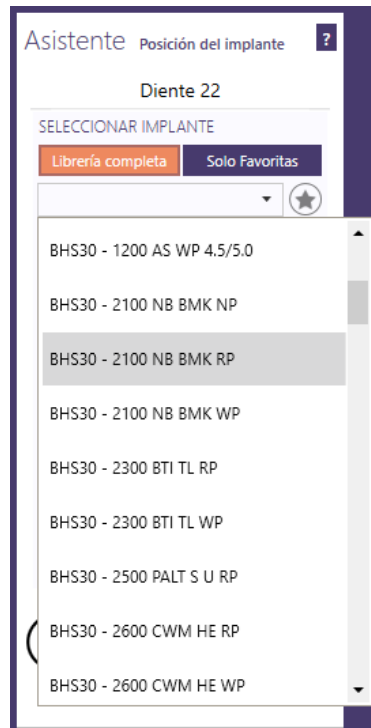 Asistente Posición del implante ?
Diente 22
SELECCIONAR IMPLANTE
Librería completa Solo Favoritas
BHS30 - 1200 AS WP 4.5/5.0
BHS30 - 2100 NB BMK NP
BHS30 - 2100 NB BMK RP
BHS30 - 2100 NB BMK WP
BHS30 - 2300 BTI TL RP
BHS30 - 2300 BTI TL WP
BHS30 - 2500 PALT S U RP
BHS30 - 2600 CWM HE RP
BHS30 - 2600 CWM HE WP